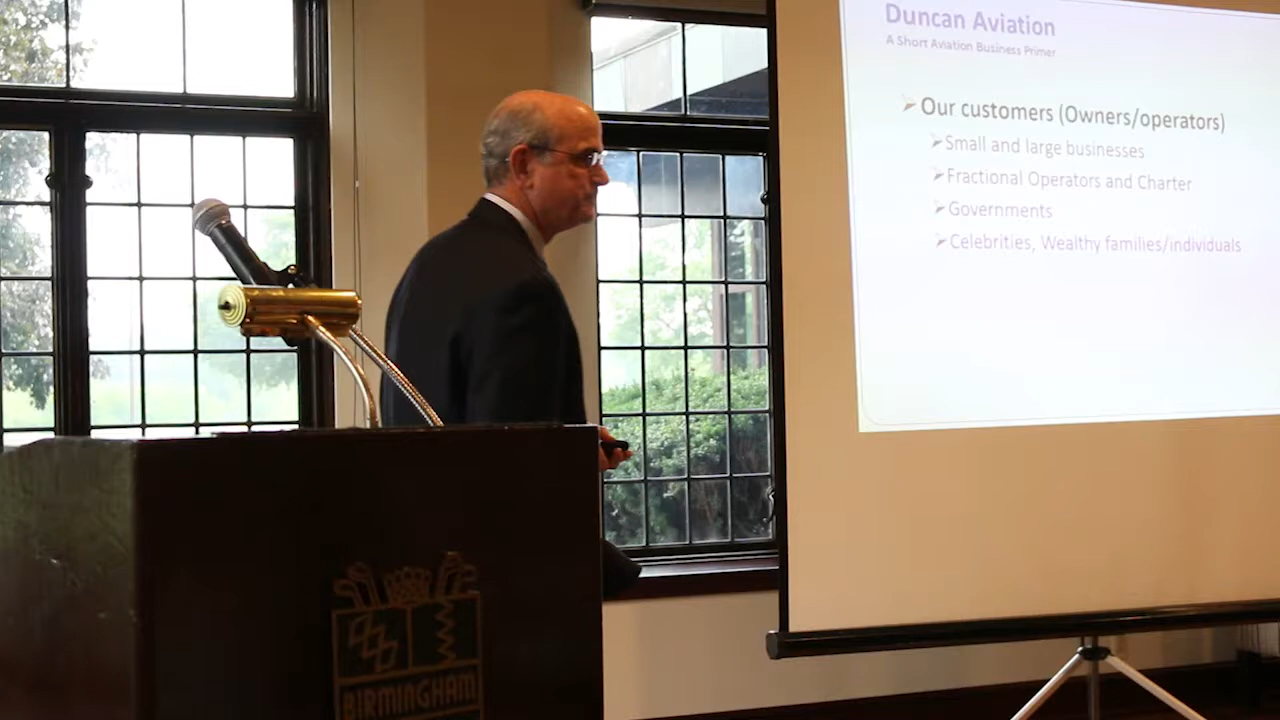 Duncan Aviation
A Short Aviation Business Primer
Our customers (Owners/operators)
Small and large businesses
Fractional Operators and Charter
Governments
Celebrities, Wealthy families/individuals
BIRMINGHAM